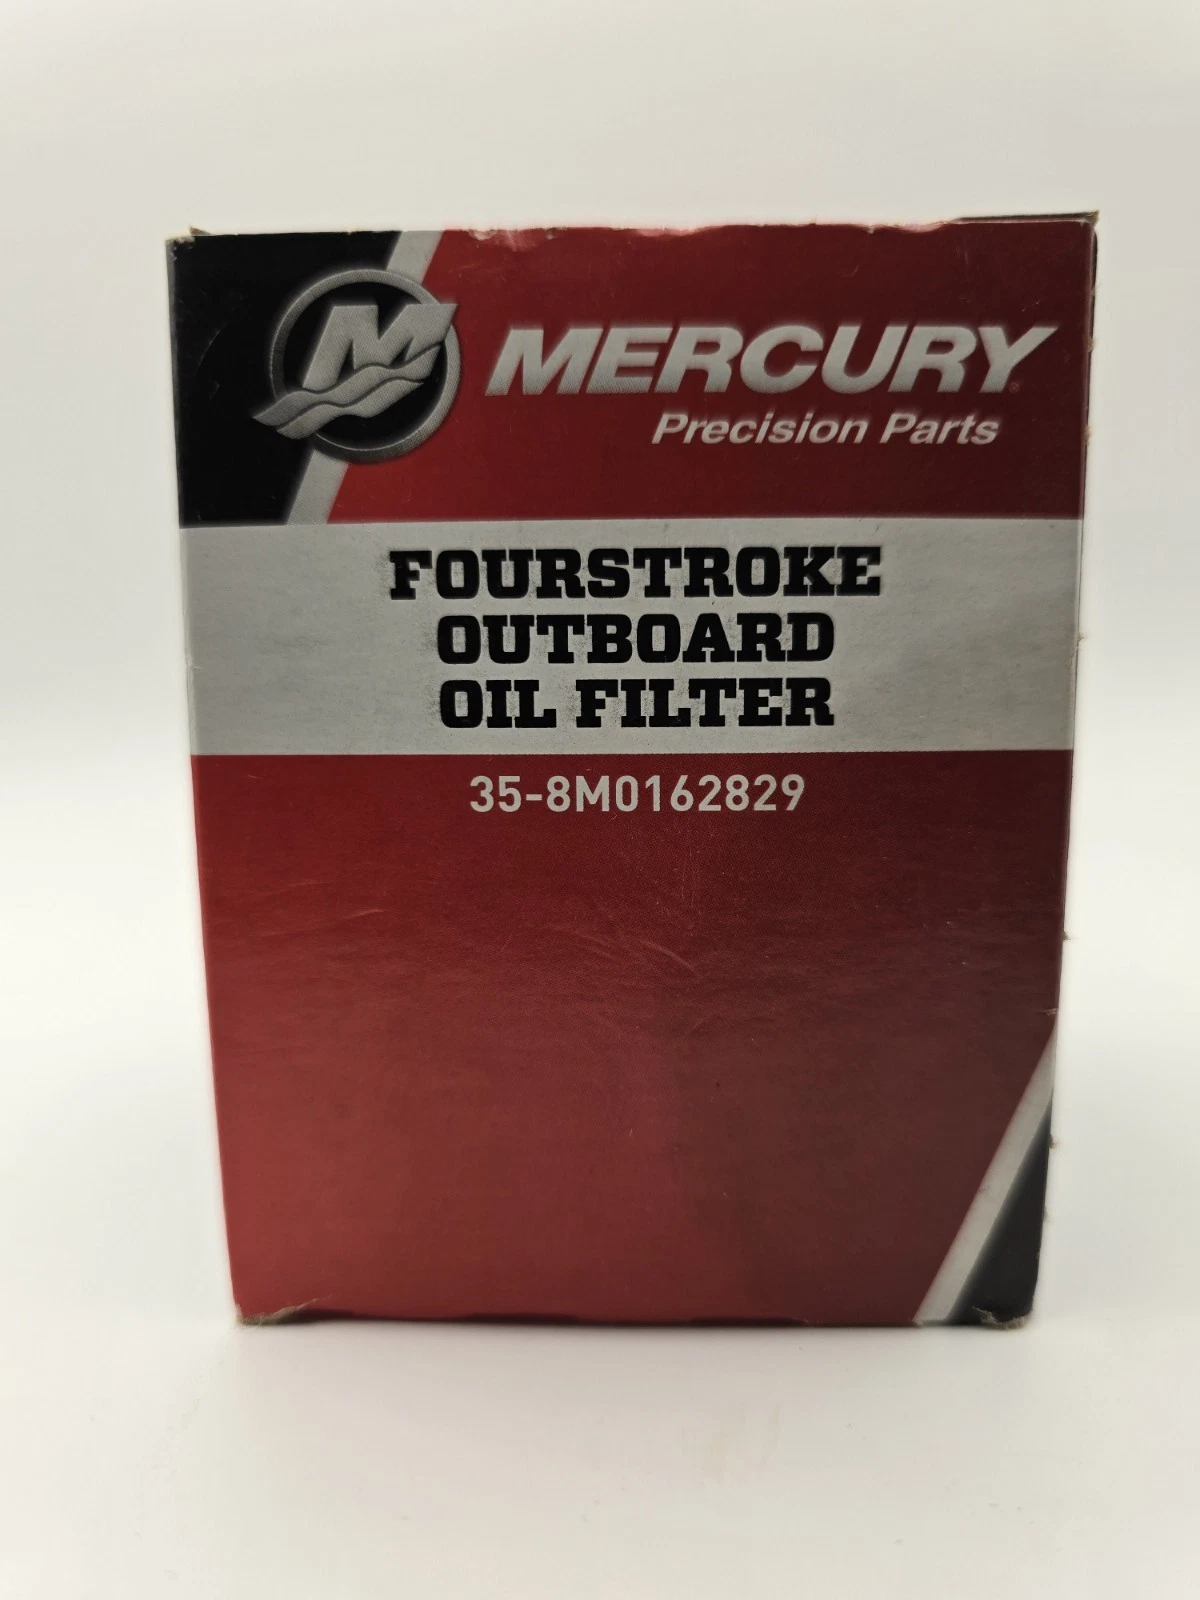 M
MERCURY®
Precision Parts
FOURSTROKE
OUTBOARD
OIL FILTER
35-8M0162829